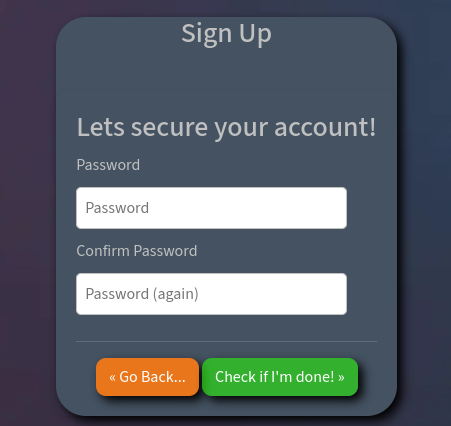 Sign Up
Lets secure your account!
Password
Password
Confirm Password
Password (again)
« Go Back... Check if I'm done! »